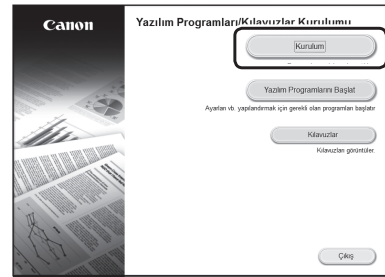 Canon
Yazılım Programları/Kılavuzlar Kurulumu
Kurulum
Yazılım Programlarını Başlat
Ayarları vb. yapılandırmak için gerekli olan programları başlatır
Kılavuzlar
Kılavuzları görüntüler.
Çıkış